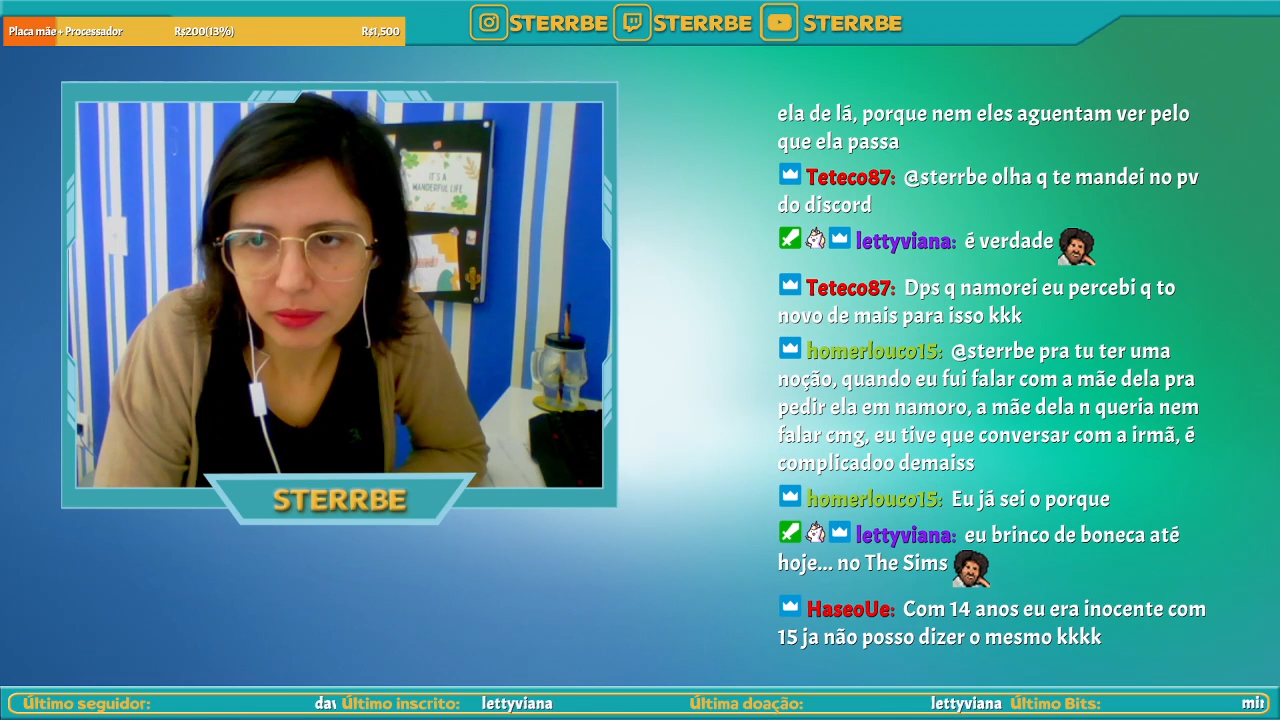 Placa mãe + Processador R$200(13%) R$1,500
STERRBE STERRBE STERRBE
IT'S A
WONDERFUL LIFE
STERRBE
ela de lá, porque nem eles aguentam ver pelo
que ela passa
Teteco87: @sterrbe olha q te mandei no pv
do discord
lettyviana: é verdade
Teteco87: Dps q namorei eu percebi q to
novo de mais para isso kkk
homerlouco15: @sterrbe pra tu ter uma
noção, quando eu fui falar com a mãe dela pra
pedir ela em namoro, a mãe dela n queria nem
falar cmg, eu tive que conversar com a irmã, é
complicadoo demaiss
homerlouco15: Eu já sei o porque
lettyviana: eu brinco de boneca até
hoje... no The Sims
HaseoUe: Com 14 anos eu era inocente com
15 ja não posso dizer o mesmo kkkk
Último seguidor: dav Último inscrito: lettyviana Última doação: lettyviana Último Bits: